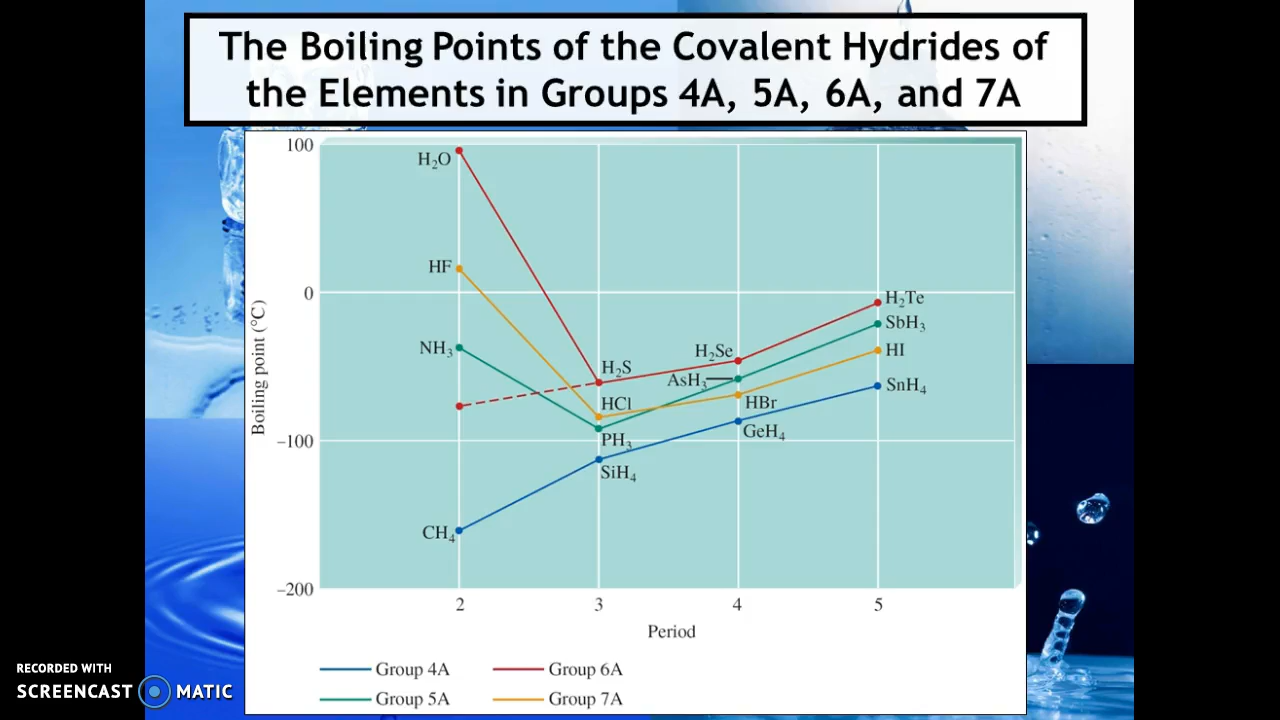 The Boiling Points of the Covalent Hydrides of
the Elements in Groups 4A, 5A, 6A, and 7A
100
H₂O
HF
0
H₂Te
SbH₃
NH₃
H₂Se
HI
H₂S
AsH₃
SnH₄
HCl
HBr
Boiling point (°C)
GeH₄
−100
PH₃
SiH₄
CH₄
−200
2 3 4 5
Period
Group 4A Group 6A
Group 5A Group 7A
RECORDED WITH
SCREENCAST MATIC